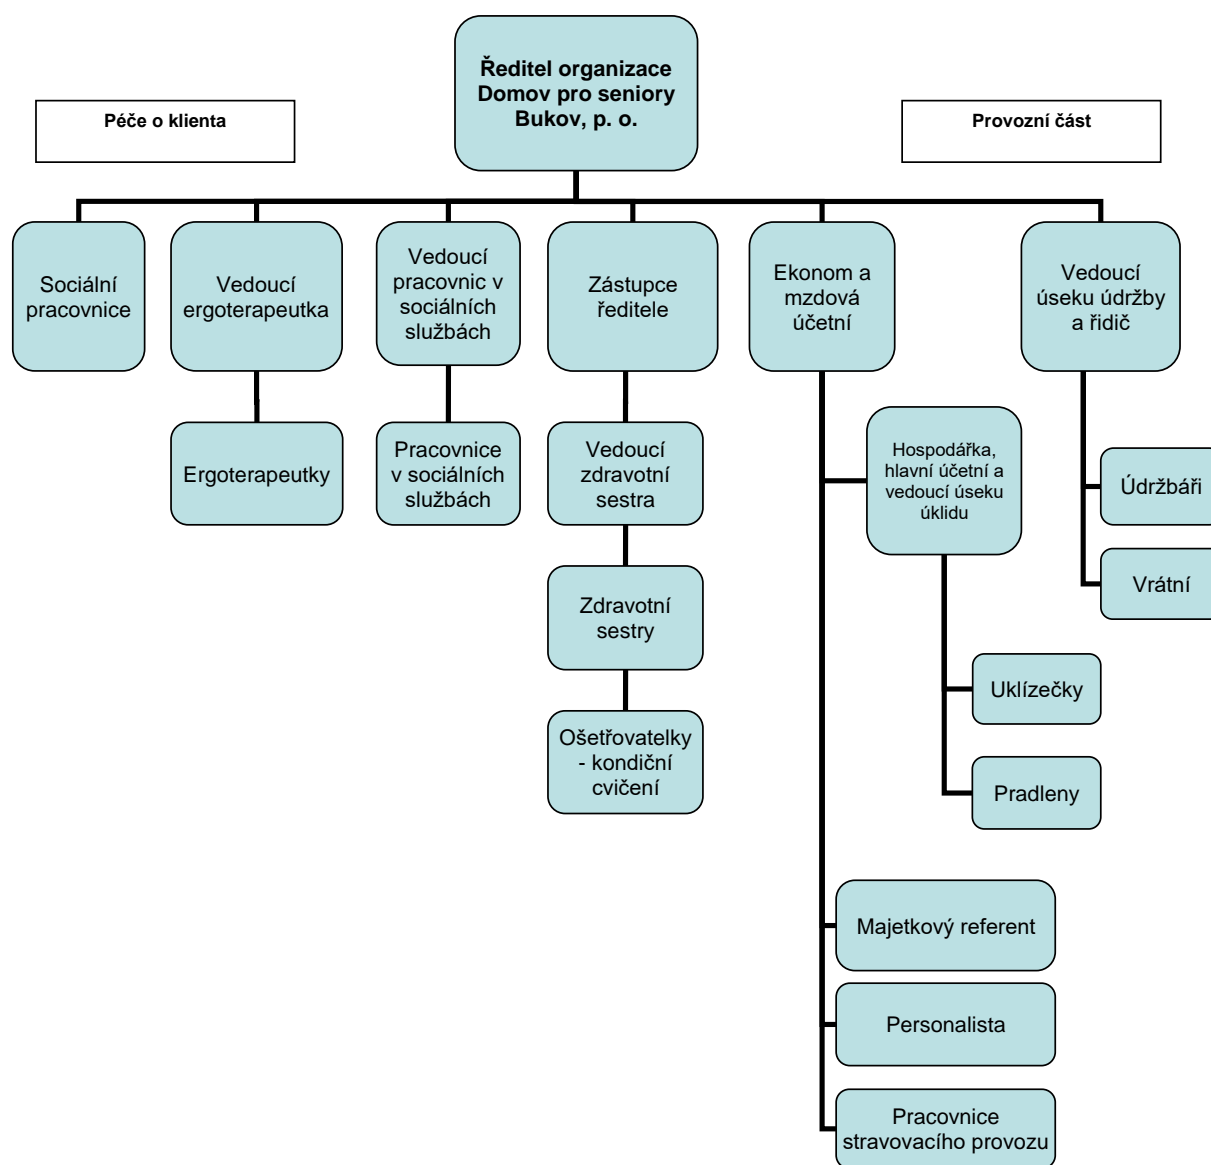 Ředitel organizace
Domov pro seniory
Bukov, p. o.
Péče o klienta
Provozní část
Sociální
pracovnice
Vedoucí
ergoterapeutka
Vedoucí
pracovnic v
sociálních
službách
Zástupce
ředitele
Ekonom a
mzdová
účetní
Vedoucí
úseku údržby
a řidič
Ergoterapeutky
Pracovnice
v sociálních
službách
Vedoucí
zdravotní
sestra
Hospodářka,
hlavní účetní a
vedoucí úseku
úklidu
Údržbáři
Vrátní
Zdravotní
sestry
Uklízečky
Ošetřovatelky
- kondiční
cvičení
Pradleny
Majetkový referent
Personalista
Pracovnice
stravovacího provozu